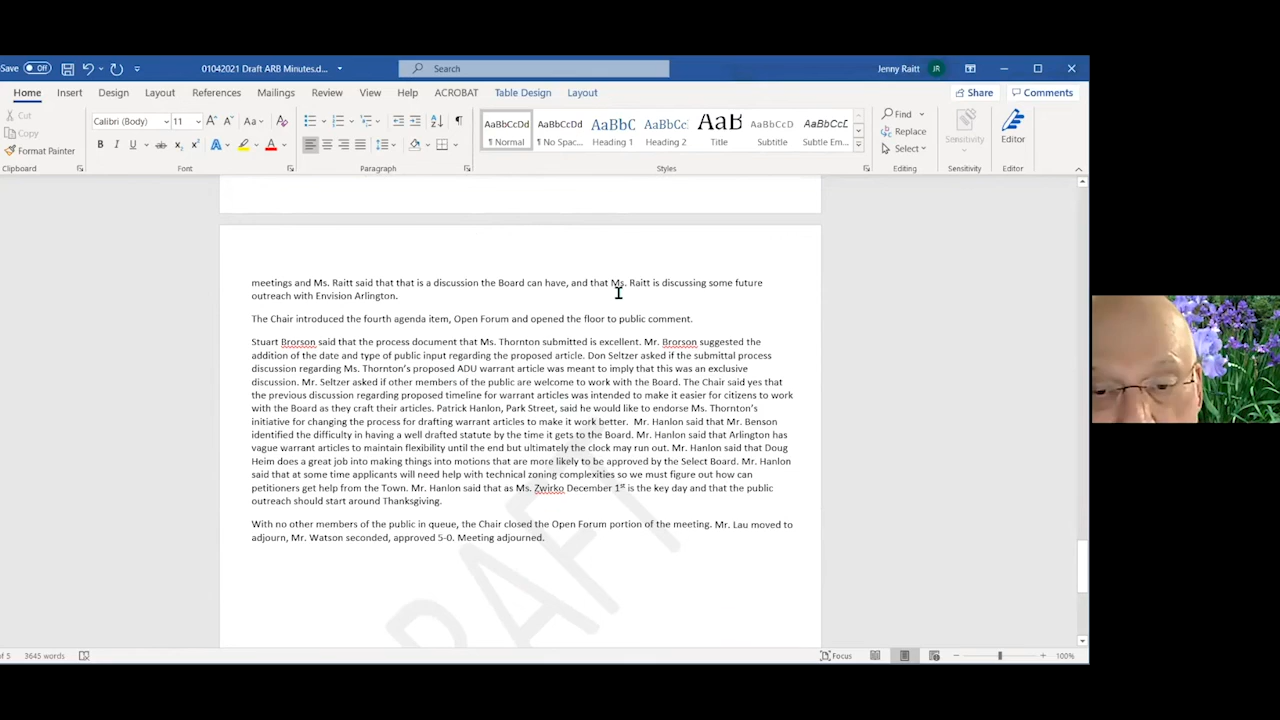 Save Off 01042021 Draft ARB Minutes.d... Search Jenny Raitt JR
Home Insert Design Layout References Mailings Review View Help ACROBAT Table Design Layout Share Comments
Cut
Copy
Format Painter
Calibri (Body) 11 A A Aa
B I U ab x₂ x² A A
AaBbCcDd AaBbCcDd AaBbC AaBbCc AaB AaBbCcD AaBbCcD
¶ Normal ¶ No Spac... Heading 1 Heading 2 Title Subtitle Subtle Em...
Find
Replace
Select
Sensitivity
Editor
Clipboard Font Paragraph Styles Editing Sensitivity Editor
meetings and Ms. Raitt said that that is a discussion the Board can have, and that Ms. Raitt is discussing some future
outreach with Envision Arlington.
The Chair introduced the fourth agenda item, Open Forum and opened the floor to public comment.
Stuart Brorson said that the process document that Ms. Thornton submitted is excellent. Mr. Brorson suggested the
addition of the date and type of public input regarding the proposed article. Don Seltzer asked if the submittal process
discussion regarding Ms. Thornton's proposed ADU warrant article was meant to imply that this was an exclusive
discussion. Mr. Seltzer asked if other members of the public are welcome to work with the Board. The Chair said yes that
the previous discussion regarding proposed timeline for warrant articles was intended to make it easier for citizens to work
with the Board as they craft their articles. Patrick Hanlon, Park Street, said he would like to endorse Ms. Thornton's
initiative for changing the process for drafting warrant articles to make it work better. Mr. Hanlon said that Mr. Benson
identified the difficulty in having a well drafted statute by the time it gets to the Board. Mr. Hanlon said that Arlington has
vague warrant articles to maintain flexibility until the end but ultimately the clock may run out. Mr. Hanlon said that Doug
Heim does a great job into making things into motions that are more likely to be approved by the Select Board. Mr. Hanlon
said that at some time applicants will need help with technical zoning complexities so we must figure out how can
petitioners get help from the Town. Mr. Hanlon said that as Ms. Zwirko December 1st is the key day and that the public
outreach should start around Thanksgiving.
With no other members of the public in queue, the Chair closed the Open Forum portion of the meeting. Mr. Lau moved to
adjourn, Mr. Watson seconded, approved 5-0. Meeting adjourned.
RAFT
of 5 3645 words Focus 100%